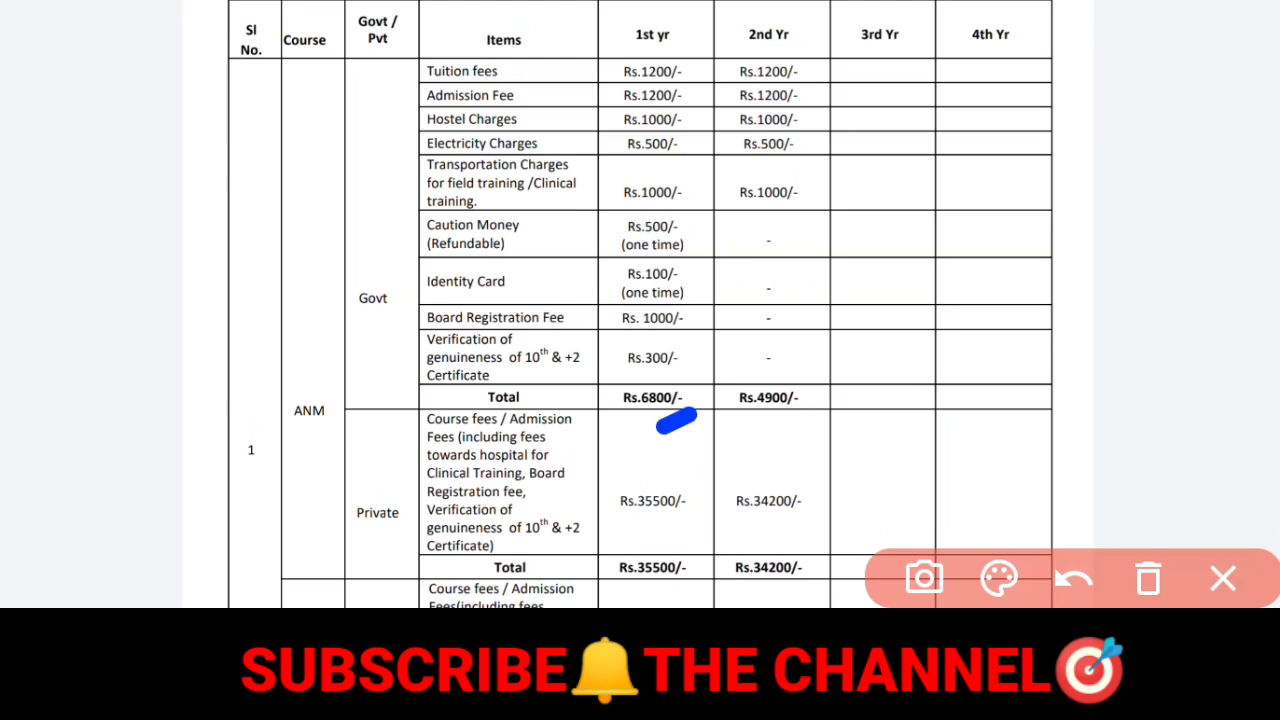 Sl No. Course Govt / Pvt Items 1st yr 2nd Yr 3rd Yr 4th Yr
1 ANM Govt
Tuition fees Rs.1200/- Rs.1200/-
Admission Fee Rs.1200/- Rs.1200/-
Hostel Charges Rs.1000/- Rs.1000/-
Electricity Charges Rs.500/- Rs.500/-
Transportation Charges
for field training /Clinical
training. Rs.1000/- Rs.1000/-
Caution Money
(Refundable) Rs.500/-
(one time) -
Identity Card Rs.100/-
(one time) -
Board Registration Fee Rs. 1000/- -
Verification of
genuineness of 10th & +2
Certificate Rs.300/- -
Total Rs.6800/- Rs.4900/-
Private
Course fees / Admission
Fees (including fees
towards hospital for
Clinical Training, Board
Registration fee,
Verification of
genuineness of 10th & +2
Certificate) Rs.35500/- Rs.34200/-
Total Rs.35500/- Rs.34200/-
Course fees / Admission
Fees(including fees
SUBSCRIBE🔔THE CHANNEL🎯